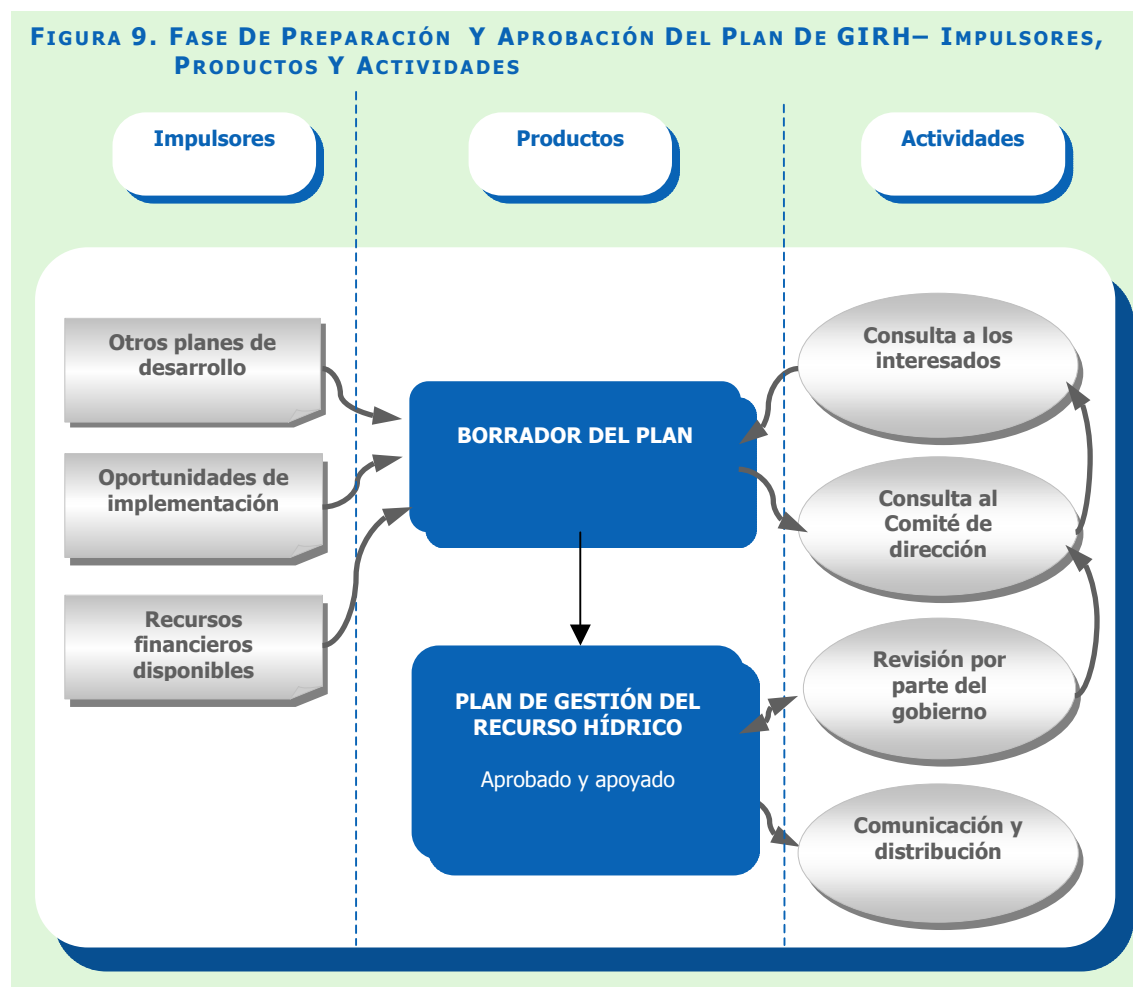 FIGURA 9. FASE DE PREPARACIÓN Y APROBACIÓN DEL PLAN DE GIRH– IMPULSORES,
PRODUCTOS Y ACTIVIDADES
Impulsores
Productos
Actividades
Otros planes de
desarrollo
Oportunidades de
implementación
Recursos
financieros
disponibles
BORRADOR DEL PLAN
PLAN DE GESTIÓN DEL
RECURSO HÍDRICO
Aprobado y apoyado
Consulta a los
interesados
Consulta al
Comité de
dirección
Revisión por
parte del
gobierno
Comunicación y
distribución